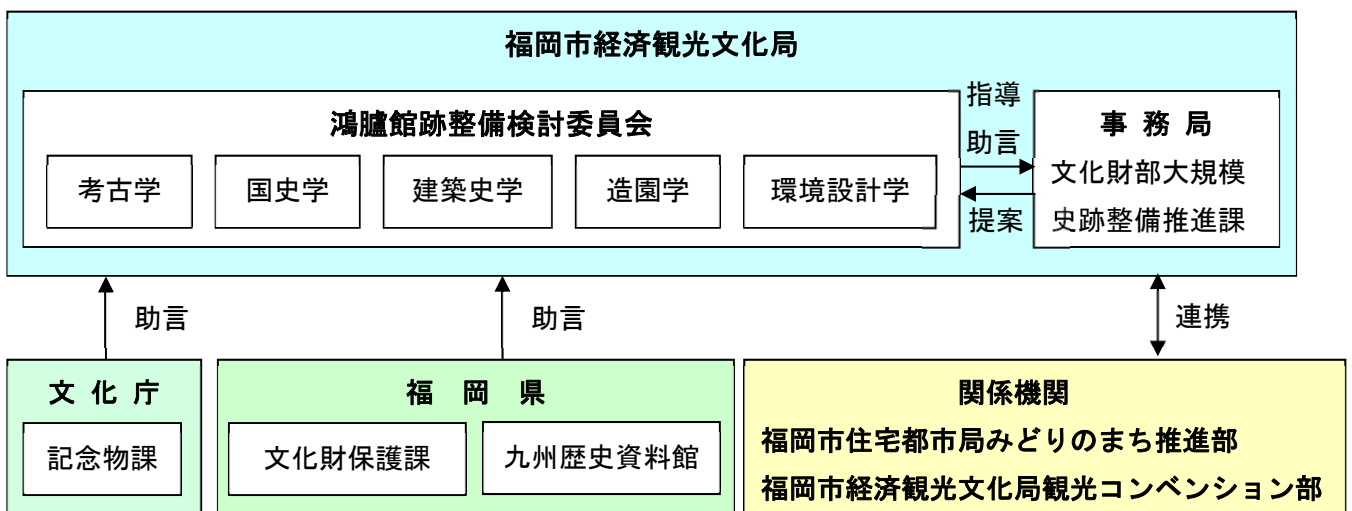 福岡市経済観光文化局
鴻臚館跡整備検討委員会
考古学
国史学
建築史学
造園学
環境設計学
指導
助言
提案
事 務 局
文化財部大規模
史跡整備推進課
助言
助言
連携
文 化 庁
記念物課
福 岡 県
文化財保護課
九州歴史資料館
関係機関
福岡市住宅都市局みどりのまち推進部
福岡市経済観光文化局観光コンベンション部